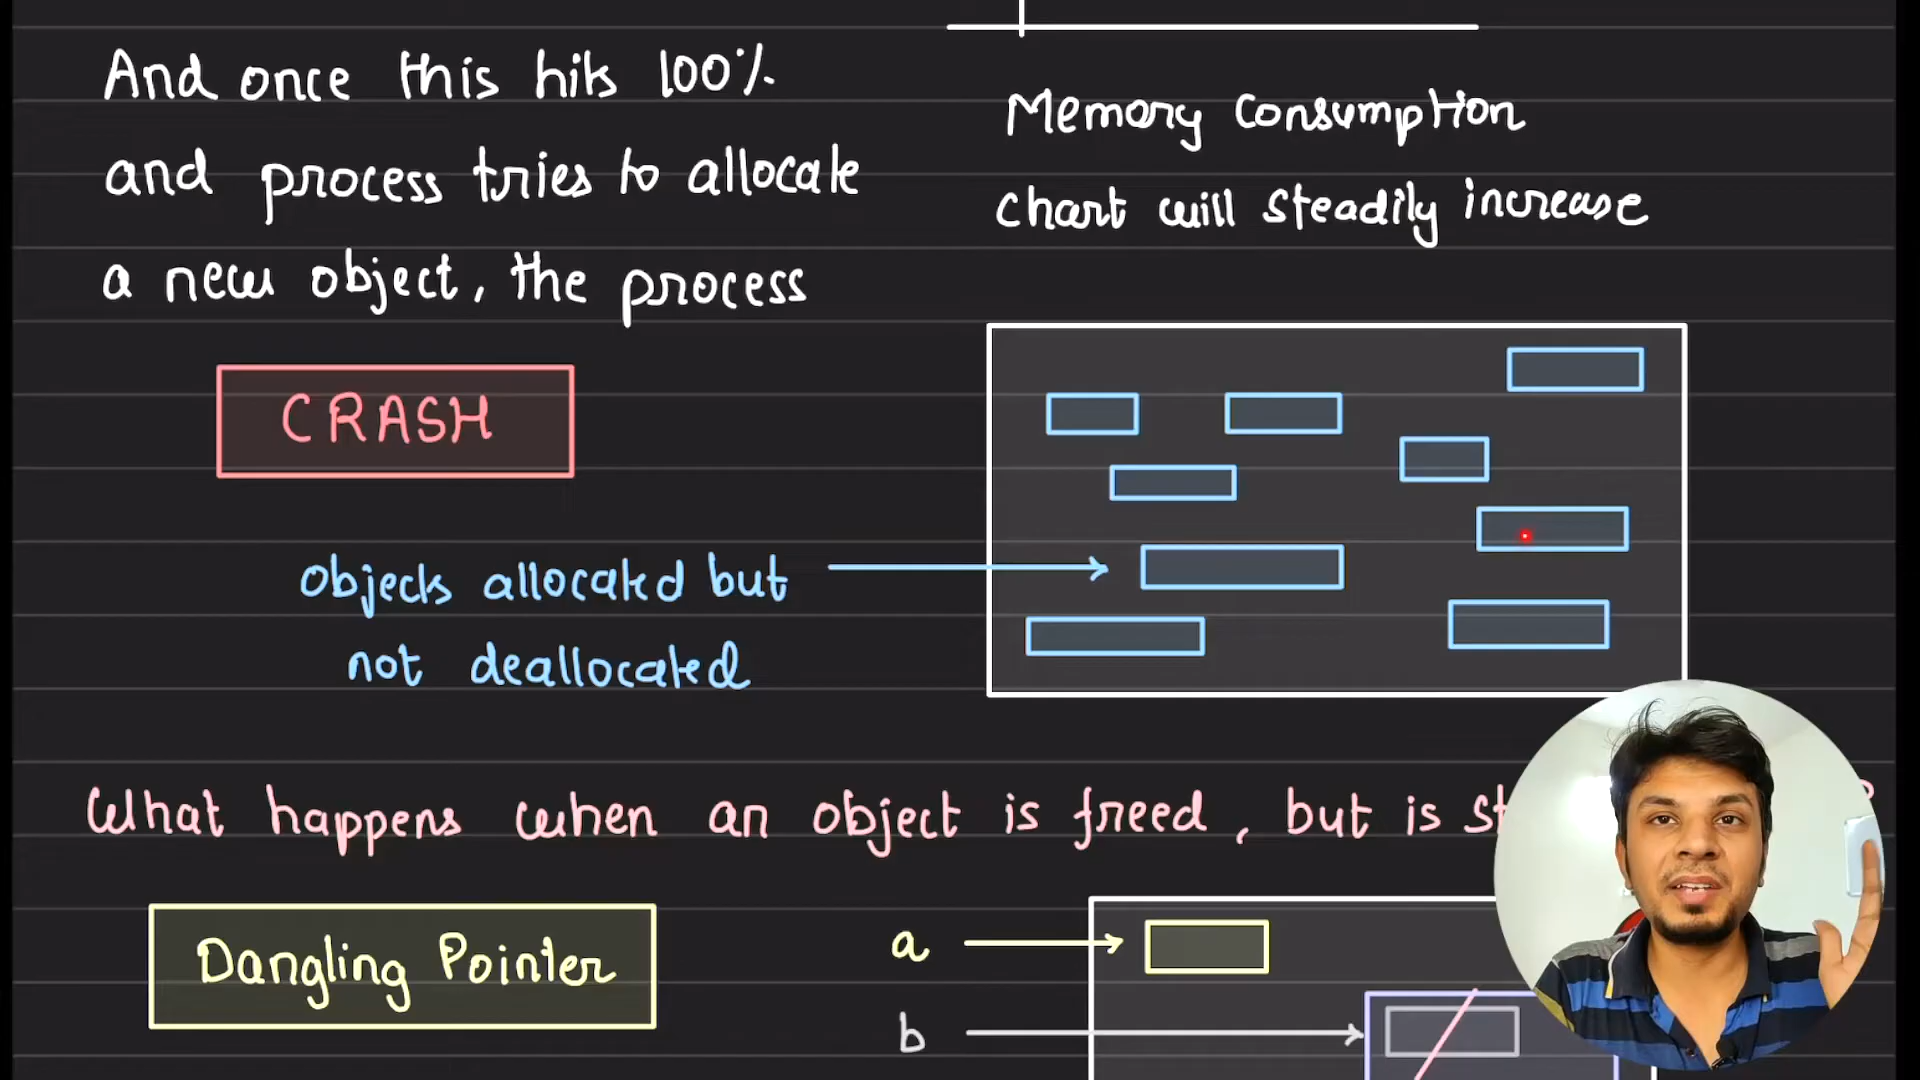 And once this hits 100%
and process tries to allocate
a new object, the process
CRASH
Memory Consumption
chart will steadily increase
objects allocated but
not deallocated
What happens when an object is freed, but is
Dangling Pointer
a
b